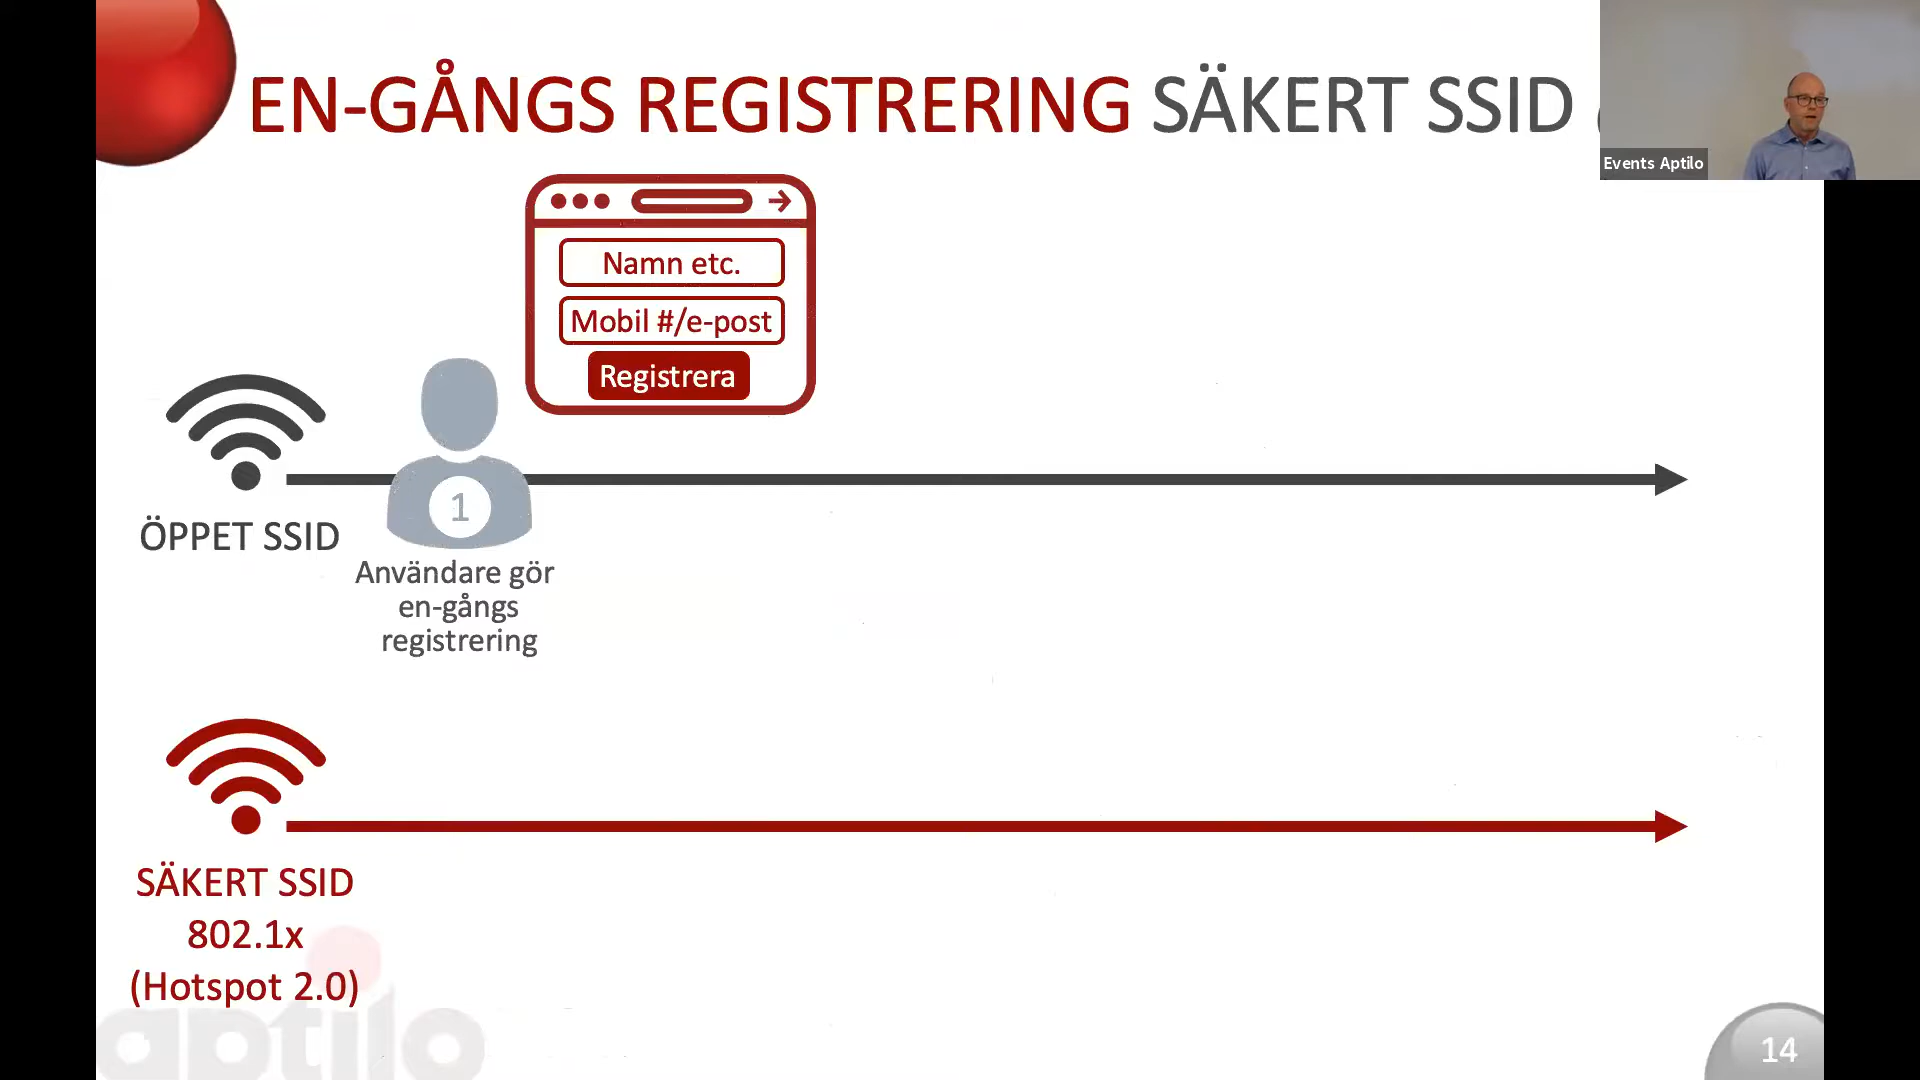 EN-GÅNGS REGISTRERING SÄKERT SSID
Events Aptilo
Namn etc.
Mobil #/e-post
Registrera
1
ÖPPET SSID
Användare gör
en-gångs
registrering
SÄKERT SSID
802.1x
(Hotspot 2.0)
aptilo
14